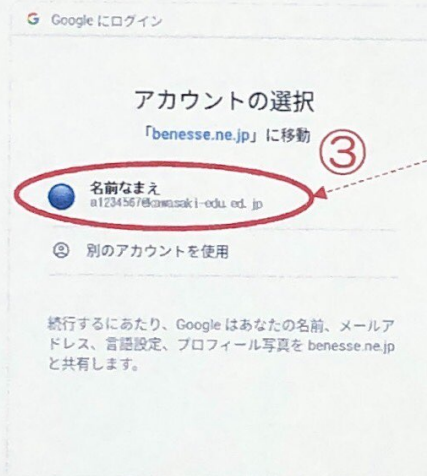 G Google にログイン
アカウントの選択
「benesse.ne.jp」に移動
③
名前なまえ
a1234567@kawasaki-edu.ed.jp
別のアカウントを使用
続行するにあたり、Google はあなたの名前、メールア
ドレス、言語設定、プロフィール写真を benesse.ne.jp
と共有します。